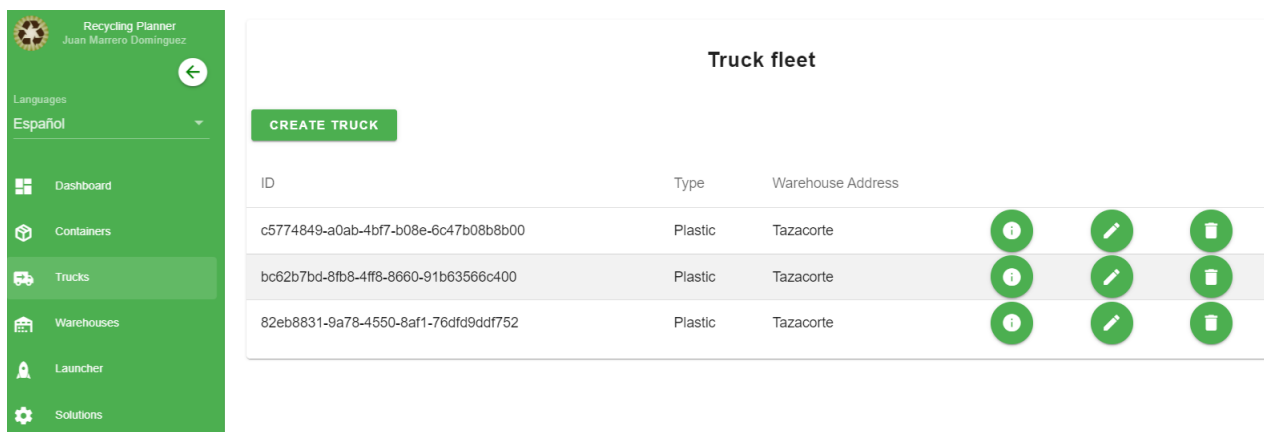 Recycling Planner
Juan Marrero Domínguez
Languages
Español
Dashboard
Containers
Trucks
Warehouses
Launcher
Solutions
Truck fleet
CREATE TRUCK
ID Type Warehouse Address
c5774849-a0ab-4bf7-b08e-6c47b08b8b00 Plastic Tazacorte
bc62b7bd-8fb8-4ff8-8660-91b63566c400 Plastic Tazacorte
82eb8831-9a78-4550-8af1-76dfd9ddf752 Plastic Tazacorte